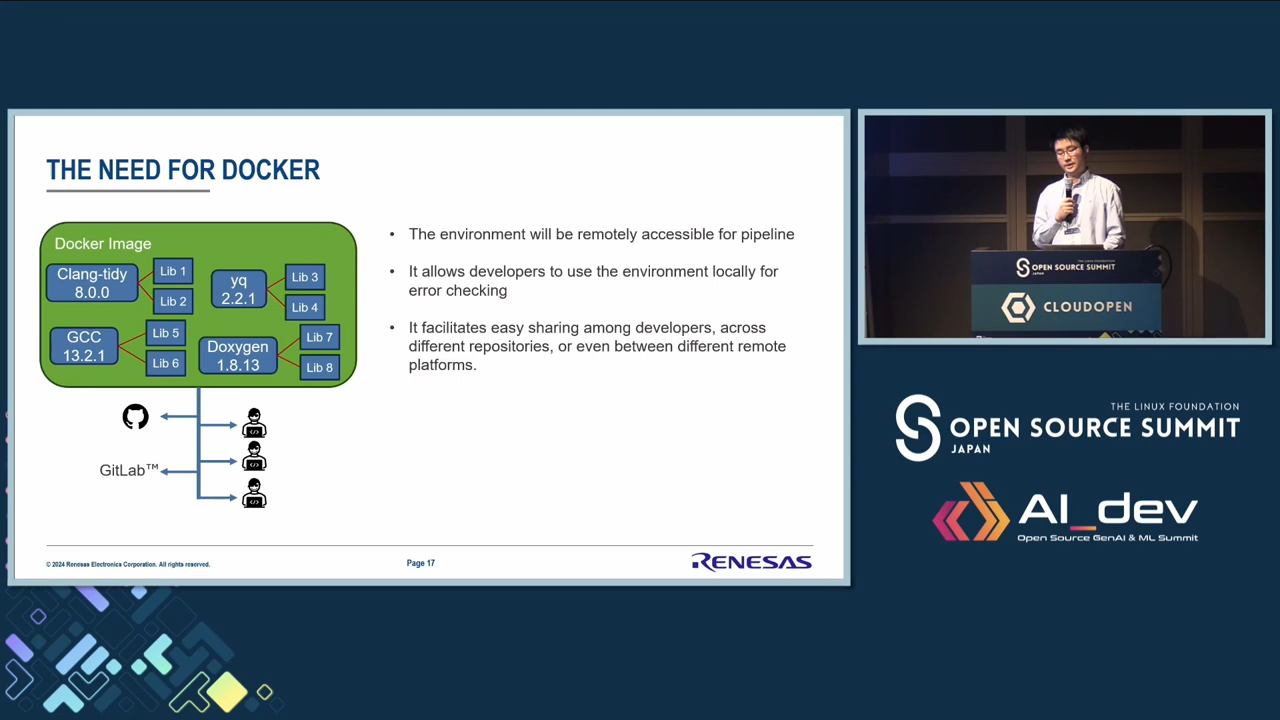 THE NEED FOR DOCKER
Docker Image
Clang-tidy
8.0.0
Lib 1
Lib 2
yq
2.2.1
Lib 3
Lib 4
GCC
13.2.1
Lib 5
Lib 6
Doxygen
1.8.13
Lib 7
Lib 8
GitLab™
• The environment will be remotely accessible for pipeline
• It allows developers to use the environment locally for
error checking
• It facilitates easy sharing among developers, across
different repositories, or even between different remote
platforms.
© 2024 Renesas Electronics Corporation. All rights reserved.
Page 17
RENESAS
OPEN SOURCE SUMMIT
JAPAN
CLOUDOPEN
THE LINUX FOUNDATION
OPEN SOURCE SUMMIT
JAPAN
AI_dev
Open Source GenAI & ML Summit